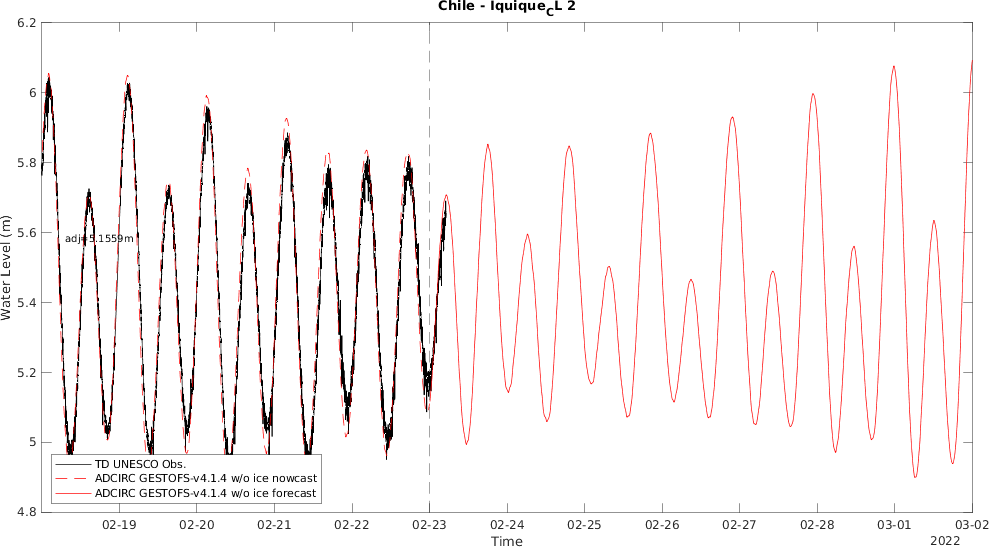 Chile - Iquique_CL 2
6.2
6
5.8
5.6
5.4
5.2
5
4.8
Water Level (m)
adj=5.1559m
TD UNESCO Obs.
ADCIRC GESTOFS-v4.1.4 w/o ice nowcast
ADCIRC GESTOFS-v4.1.4 w/o ice forecast
02-19 02-20 02-21 02-22 02-23 02-24 02-25 02-26 02-27 02-28 03-01 03-02
Time
2022